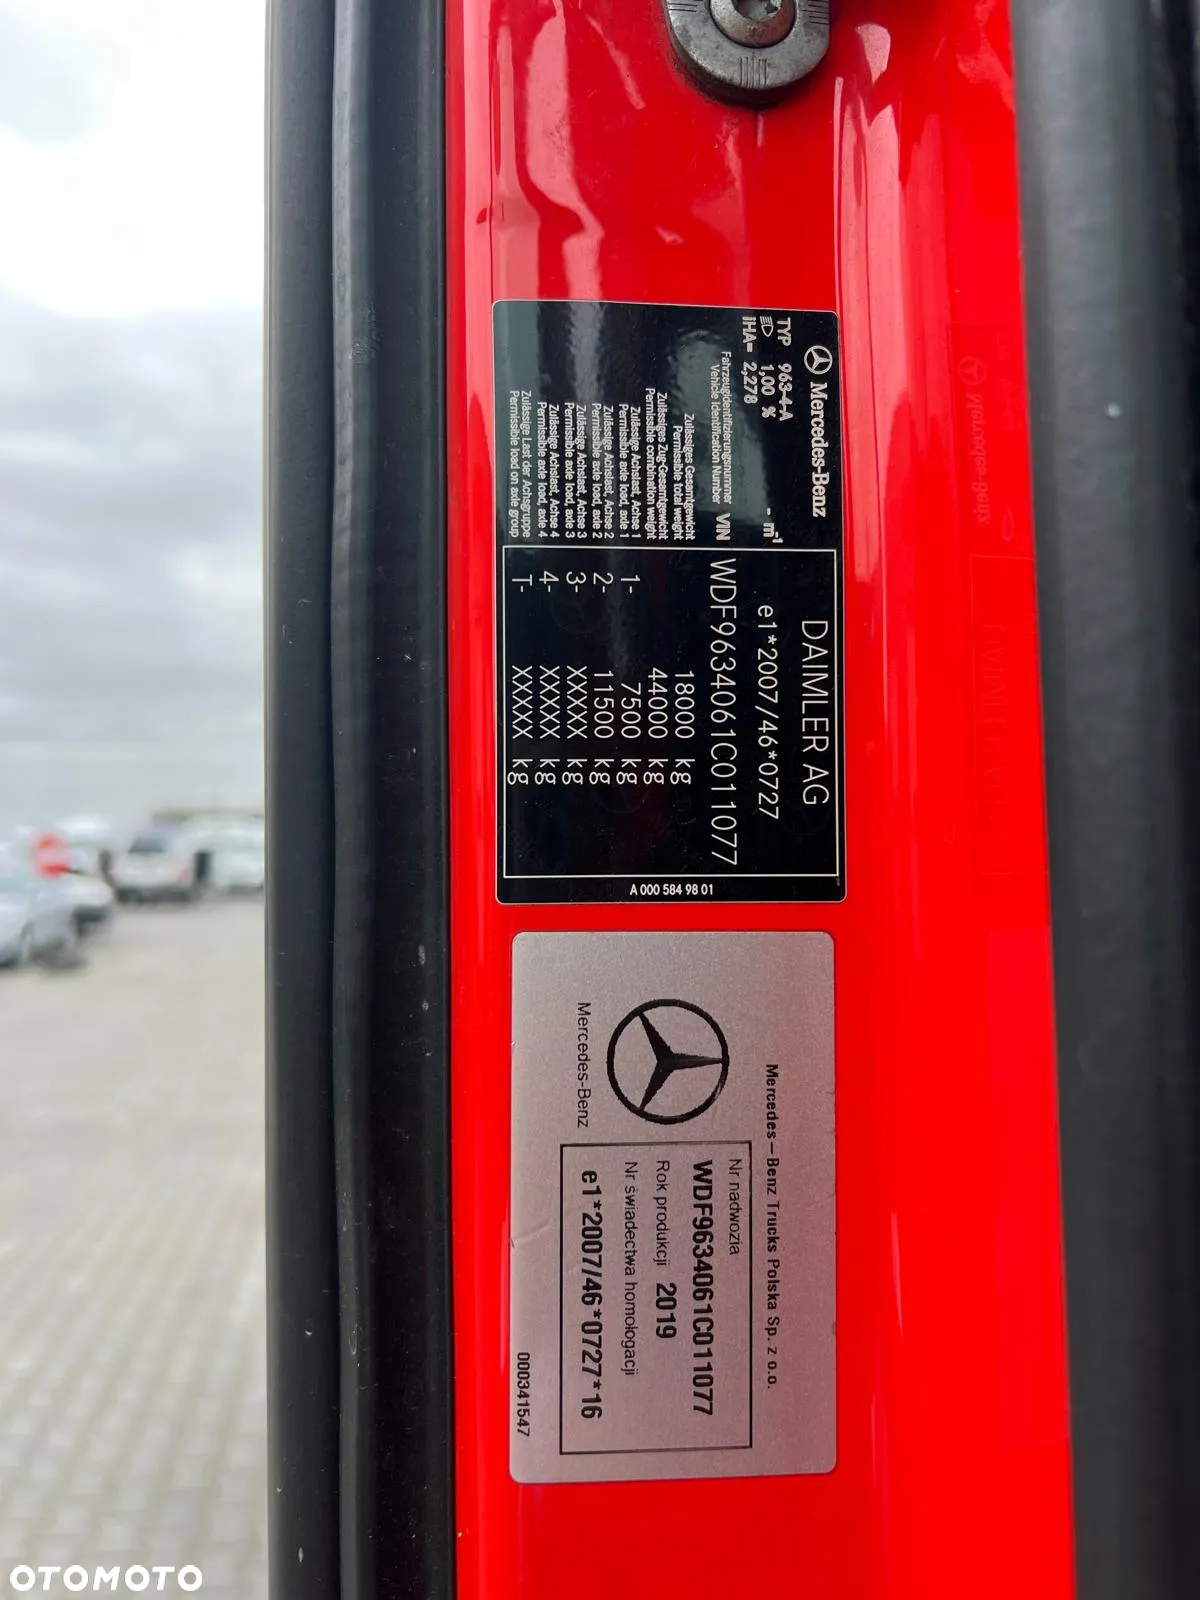 Mercedes-Benz
TYP 963-4-A
1,00 % - m⁻¹
iHA= 2,278
DAIMLER AG
e1*2007/46*0727
Fahrzeugidentifizierungsnummer
Vehicle Identification Number VIN WDF9634061C011077
Zulässiges Gesamtgewicht
Permissible total weight 18000 kg
Zulässiges Zug-Gesamtgewicht
Permissible combination weight 44000 kg
Zulässige Achslast, Achse 1
Permissible axle load, axle 1 1- 7500 kg
Zulässige Achslast, Achse 2
Permissible axle load, axle 2 2- 11500 kg
Zulässige Achslast, Achse 3
Permissible axle load, axle 3 3- XXXXX kg
Zulässige Achslast, Achse 4
Permissible axle load, axle 4 4- XXXXX kg
Zulässige Last der Achsgruppe
Permissible load on axle group T- XXXXX kg
A 000 584 98 01
Mercedes-Benz Trucks Polska Sp. z o.o.
Mercedes-Benz
Nr nadwozia
WDF9634061C011077
Rok produkcji 2019
Nr świadectwa homologacji
e1*2007/46*0727*16
000341547
OTOMOTO